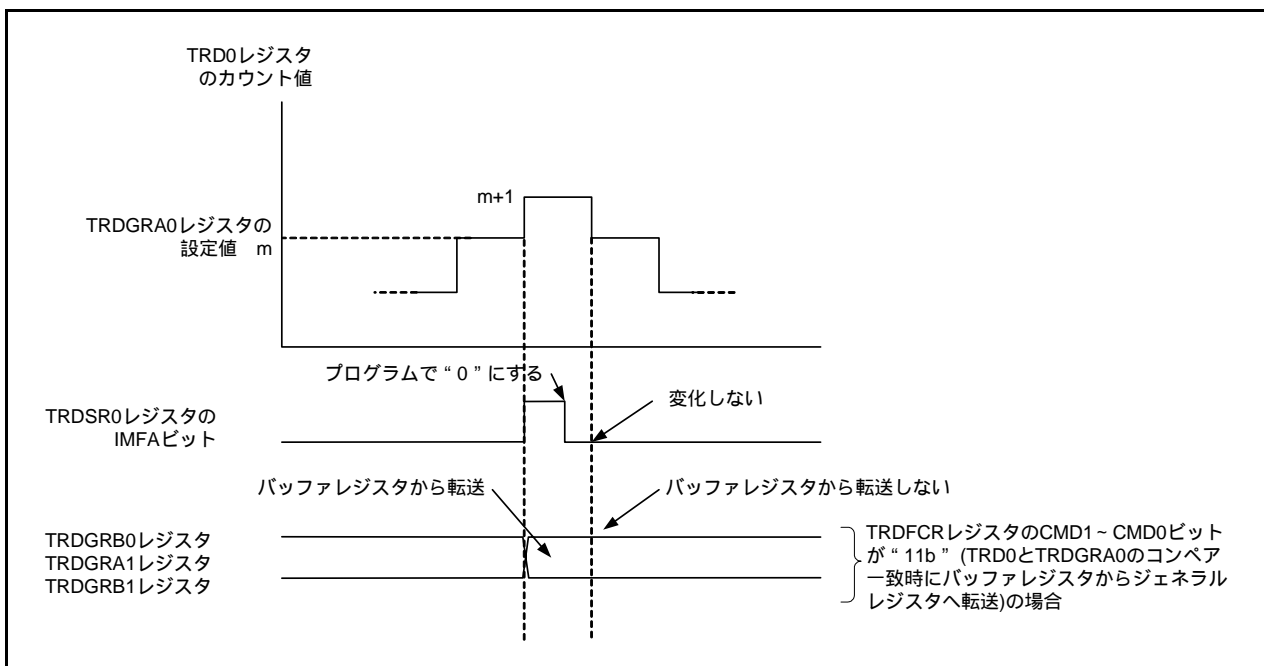 TRD0レジスタ
のカウント値
m+1
TRDGRA0レジスタの
設定値 m
プログラムで“0”にする
変化しない
TRDSR0レジスタの
IMFAビット
バッファレジスタから転送
バッファレジスタから転送しない
TRDGRB0レジスタ
TRDGRA1レジスタ
TRDGRB1レジスタ
TRDFCRレジスタのCMD1~CMD0ビット
が“11b”(TRD0とTRDGRA0のコンペア
一致時にバッファレジスタからジェネラル
レジスタへ転送)の場合